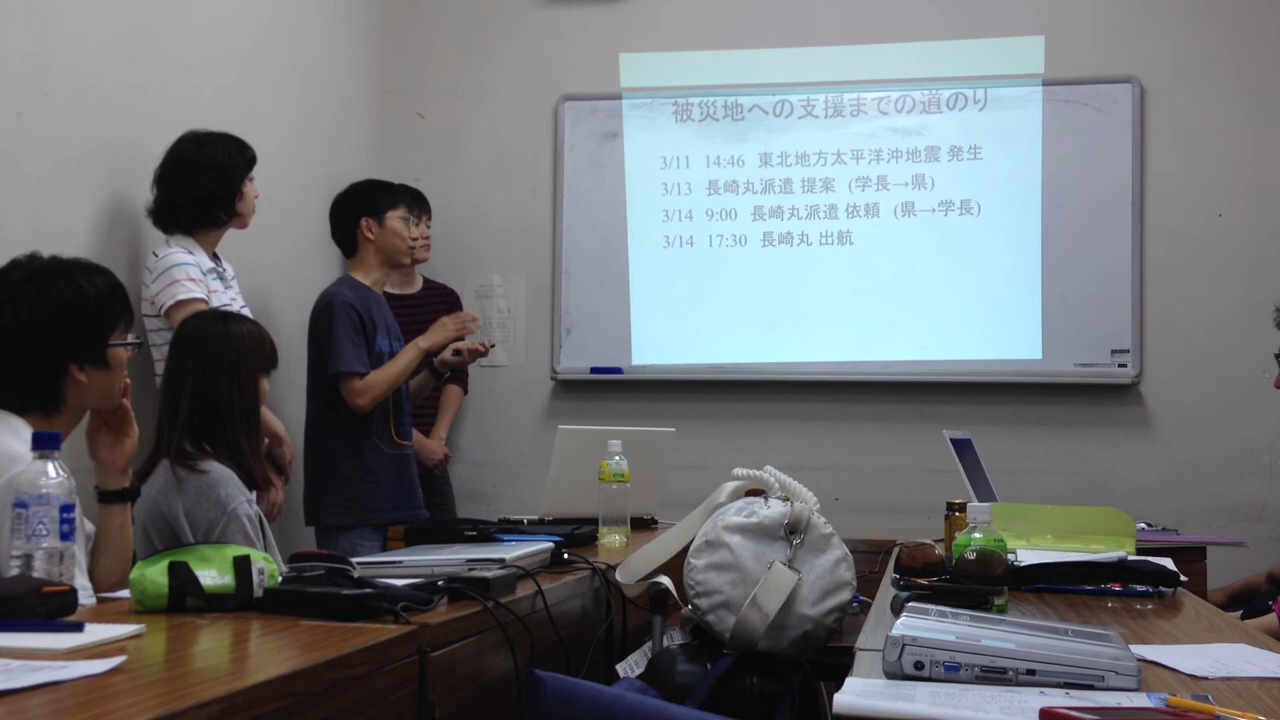 被災地への支援までの道のり
3/11 14:46 東北地方太平洋沖地震 発生
3/13 長崎丸派遣 提案 (学長→県)
3/14 9:00 長崎丸派遣 依頼 (県→学長)
3/14 17:30 長崎丸 出航